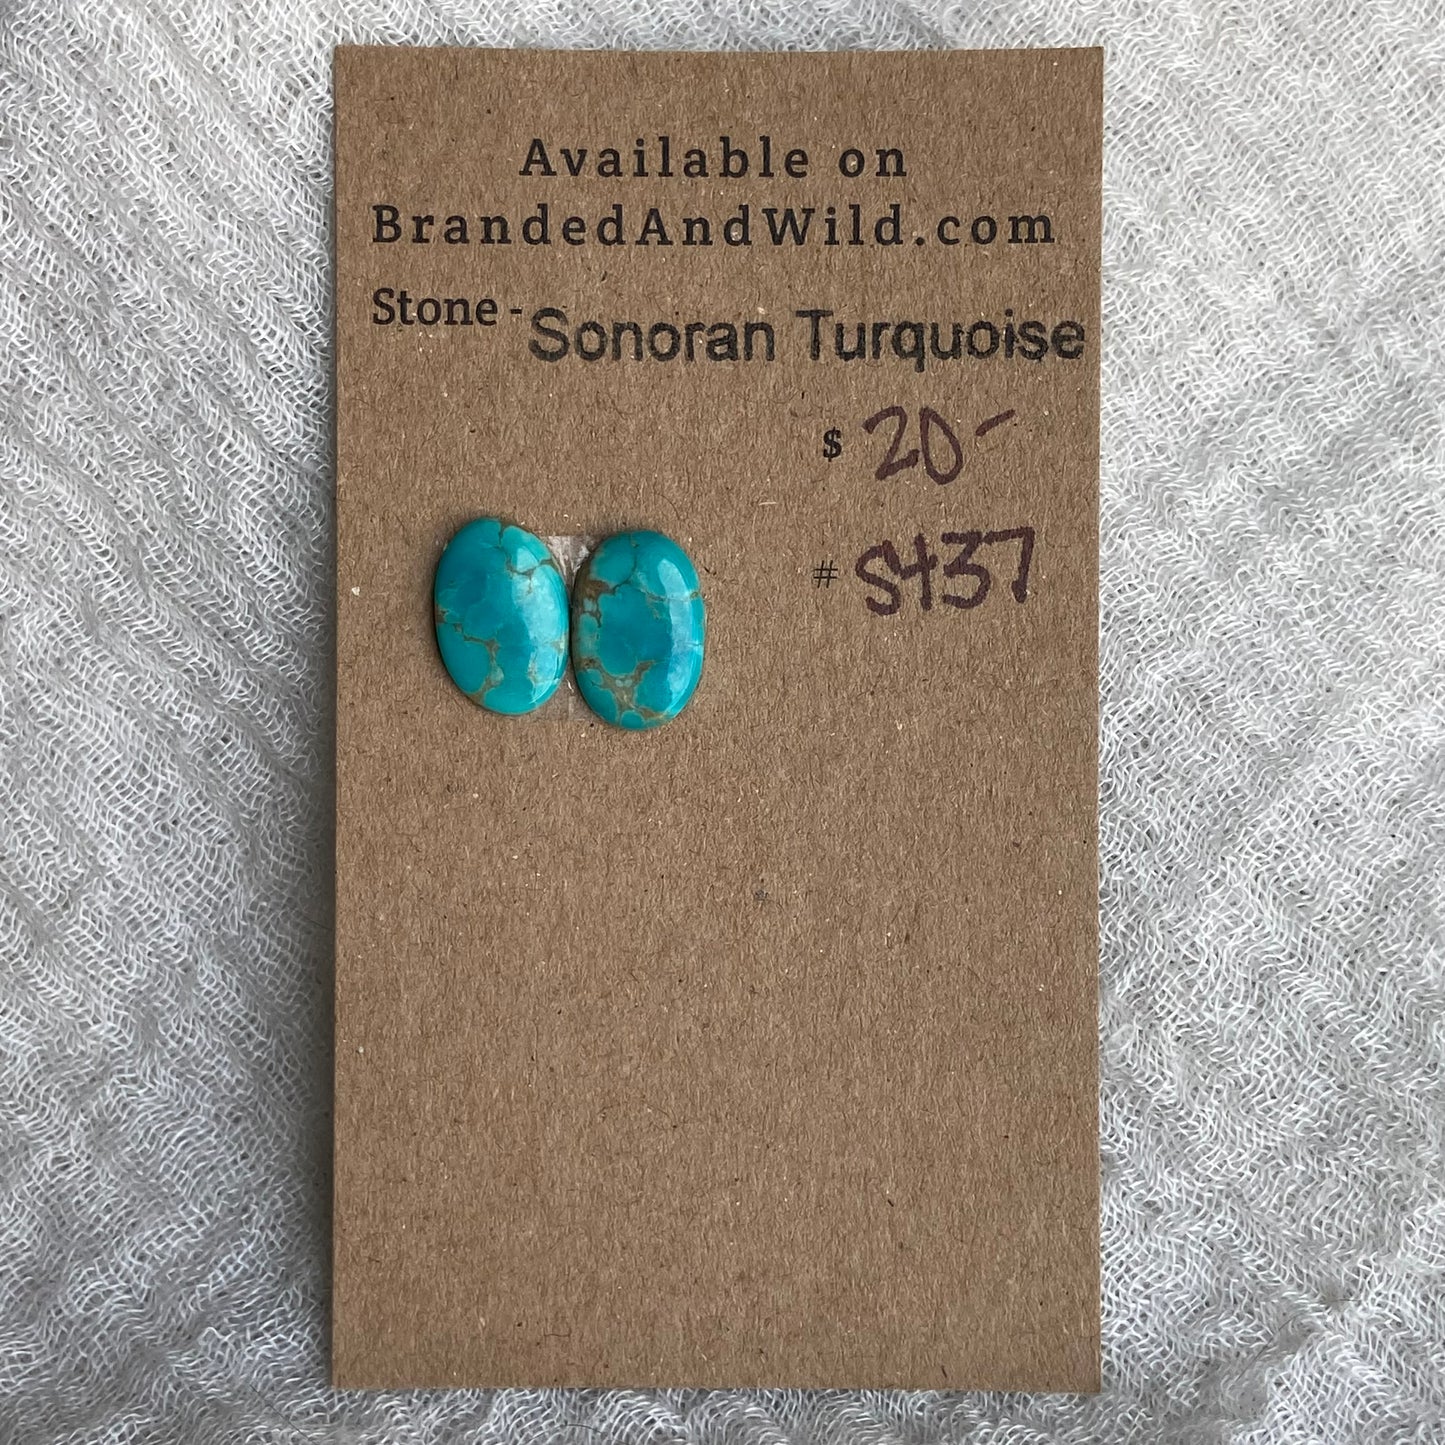 Available on
BrandedAndWild.com
Stone - Sonoran Turquoise
$ 20-
# S437